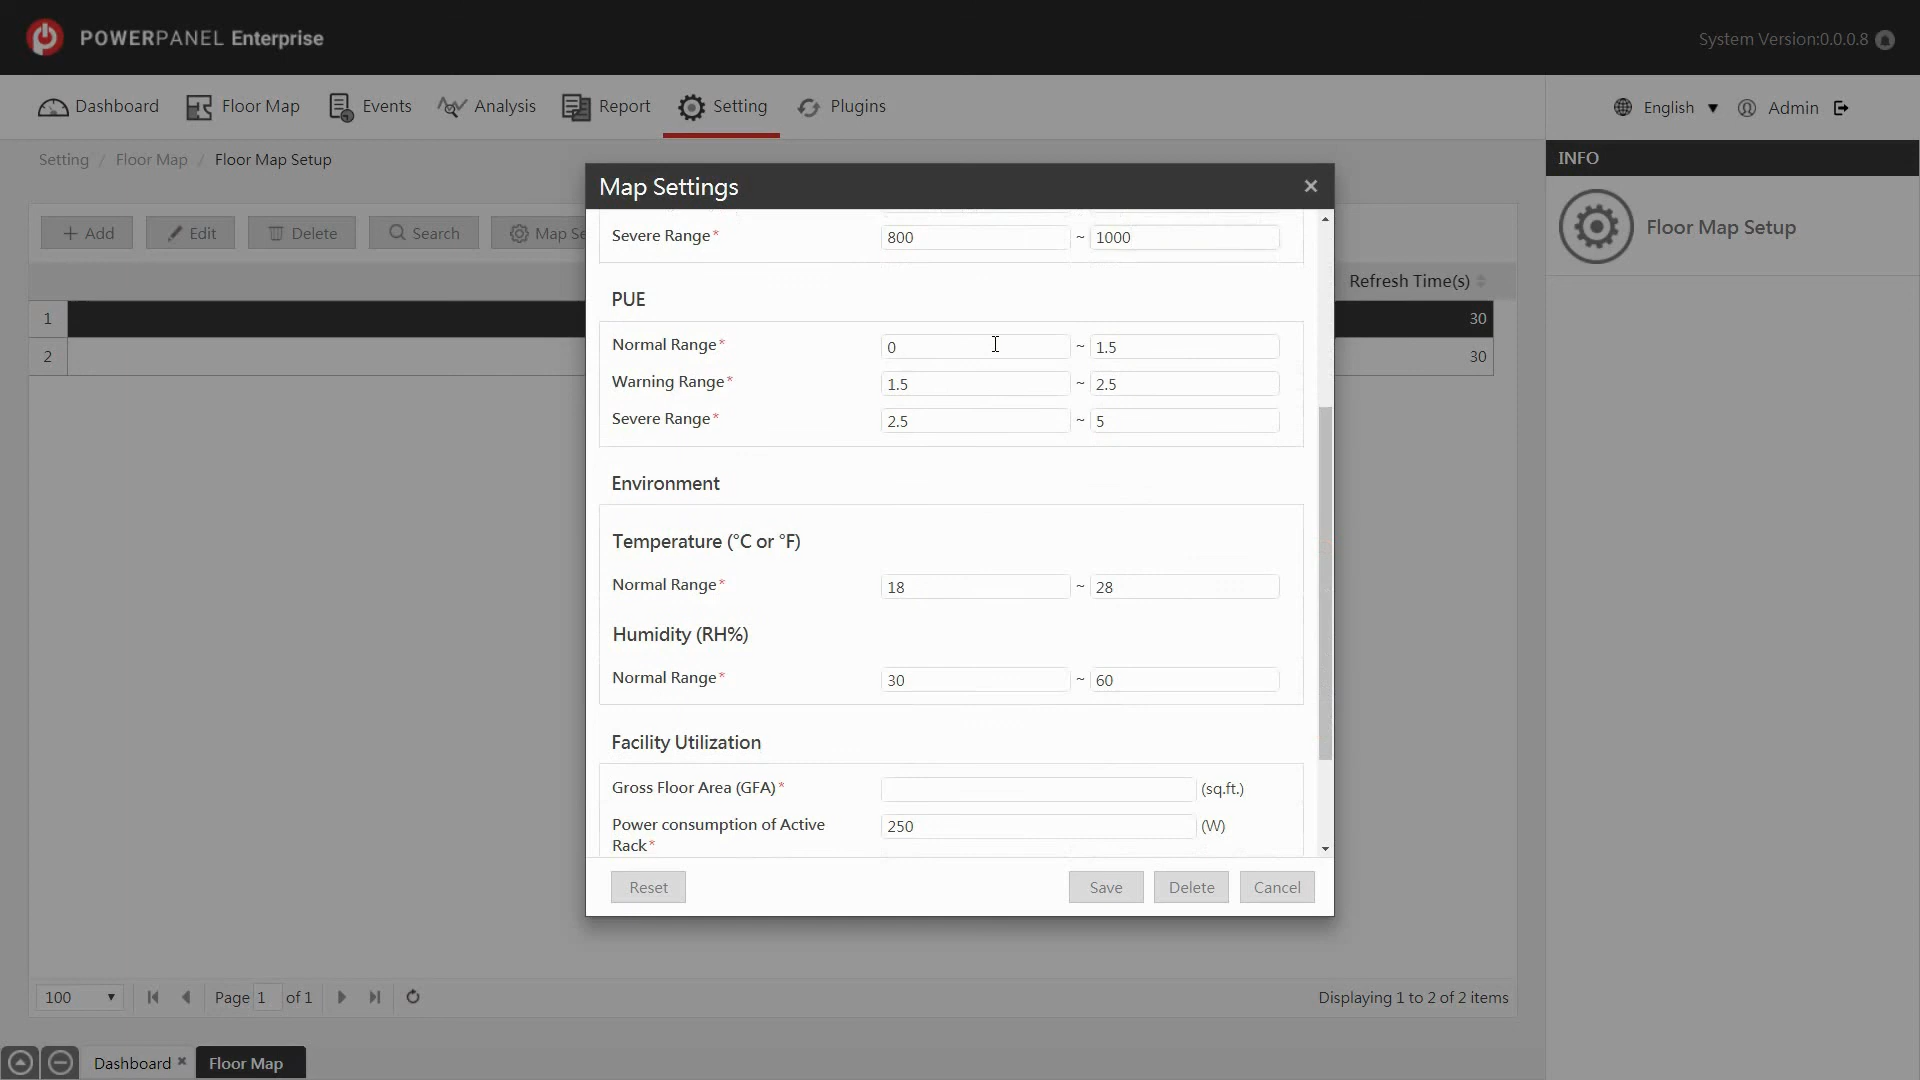 POWERPANEL Enterprise
System Version:0.0.0.8
Dashboard
Floor Map
Events
Analysis
Report
Setting
Plugins
English ▼
Admin
Setting / Floor Map / Floor Map Setup
INFO
Floor Map Setup
+ Add
Edit
Delete
Search
Map Se
Refresh Time(s)
1
30
2
30
Map Settings ×
Severe Range* 800 ~ 1000
PUE
Normal Range* 0 ~ 1.5
Warning Range* 1.5 ~ 2.5
Severe Range* 2.5 ~ 5
Environment
Temperature (°C or °F)
Normal Range* 18 ~ 28
Humidity (RH%)
Normal Range* 30 ~ 60
Facility Utilization
Gross Floor Area (GFA)* (sq.ft.)
Power consumption of Active
Rack* 250 (W)
Reset
Save
Delete
Cancel
100 ▼
Page 1 of 1
Displaying 1 to 2 of 2 items
Dashboard ×
Floor Map